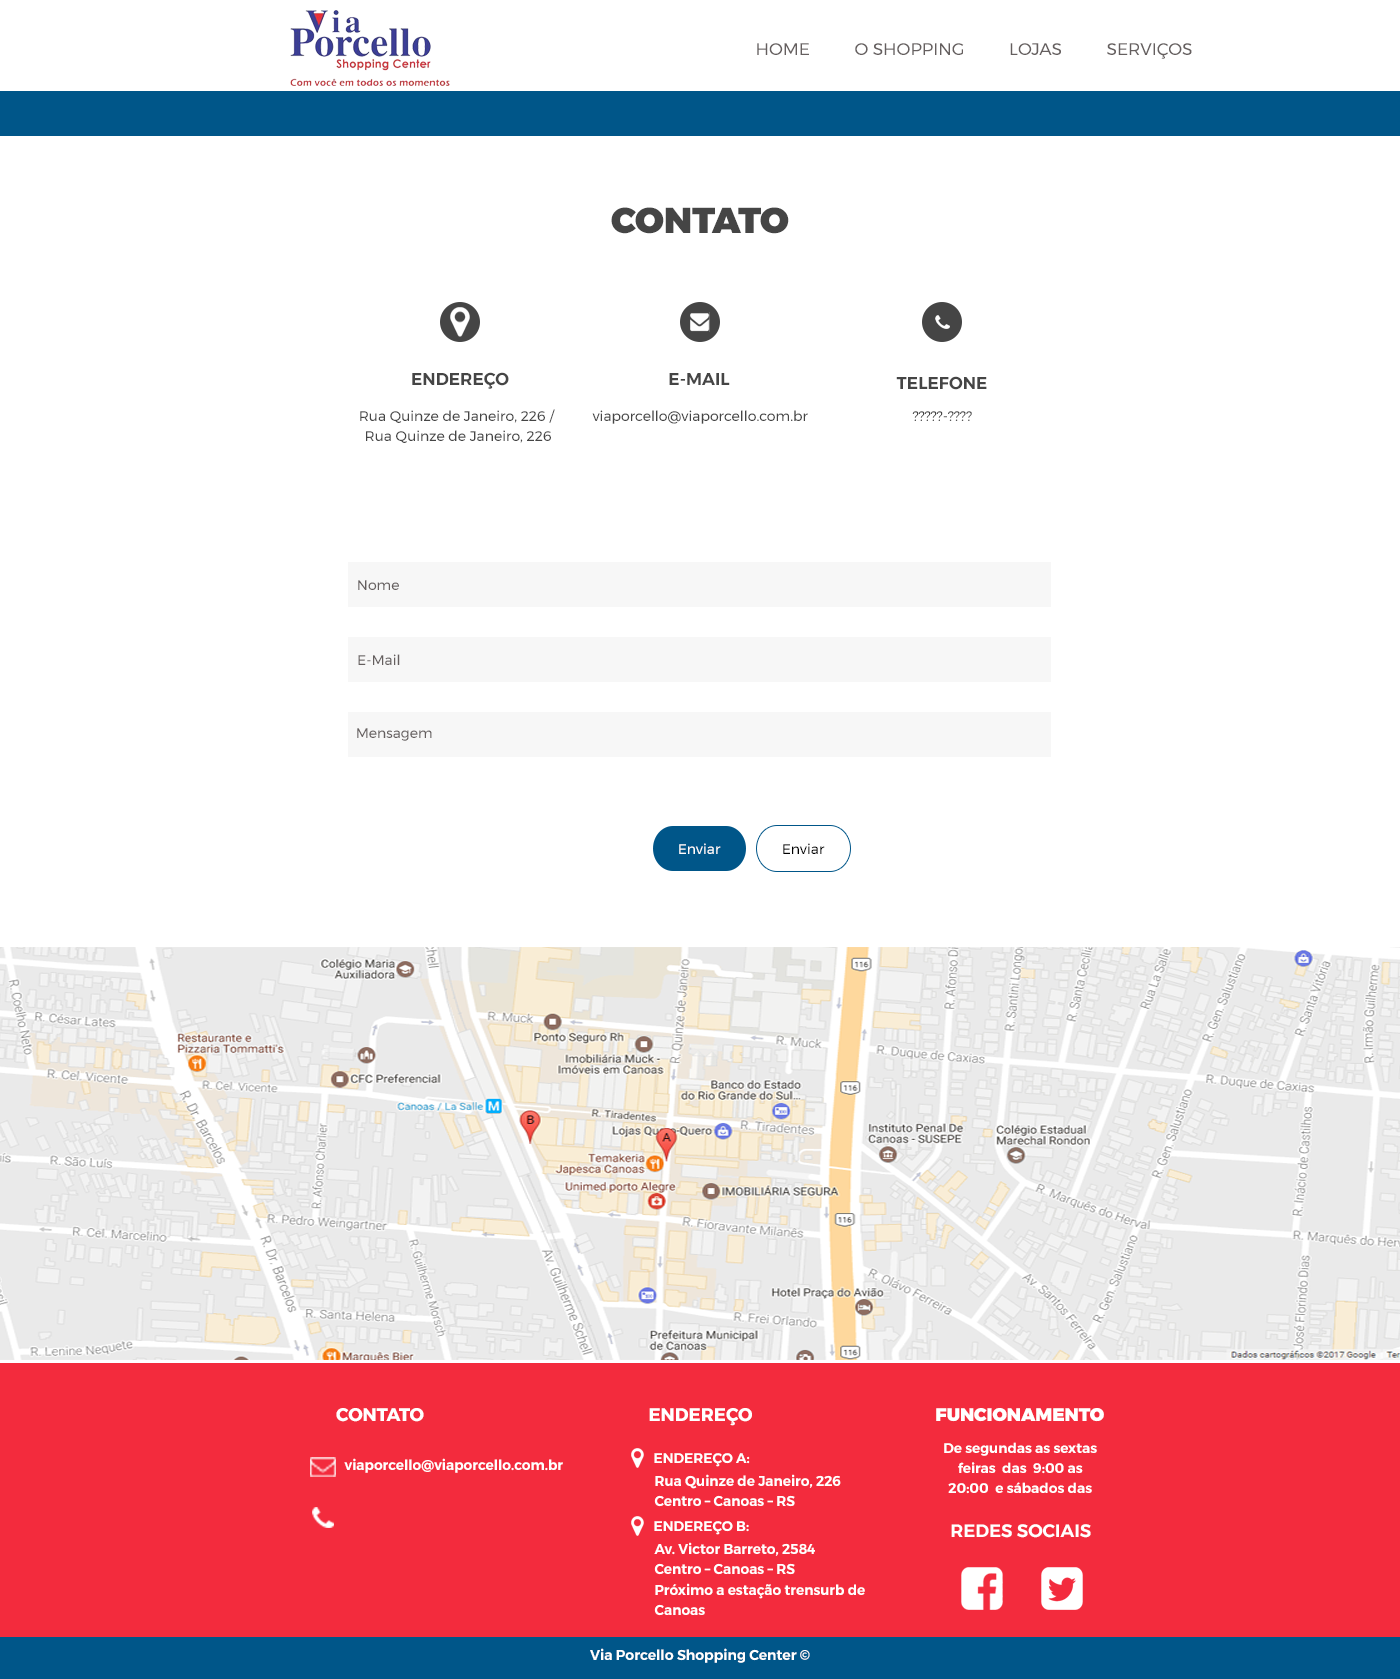 Via
Porcello
Shopping Center
Com você em todos os momentos
HOME
O SHOPPING
LOJAS
SERVIÇOS
CONTATO
ENDEREÇO
Rua Quinze de Janeiro, 226 /
Rua Quinze de Janeiro, 226
E-MAIL
viaporcello@viaporcello.com.br
TELEFONE
?????-????
Nome
E-Mail
Mensagem
Enviar
Enviar
Colégio Maria
Auxiliadora
R. Coelho Neto
R. César Lates
Restaurante e
Pizzaria Tommatti's
R. Cel. Vicente
R. Cel. Vicente
CFC Preferencial
Canoas / La Salle
M
R. Muck
Ponto Seguro Rh
Imobiliária Muck -
Imóveis em Canoas
R. Quinze de Janeiro
R. Muck
Banco do Estado
do Rio Grande do Sul...
R. Tiradentes
R. Tiradentes
B
A
Temakeria
Japesca Canoas
Unimed porto Alegre
IMOBILIÁRIA SEGURA
116
116
116
116
R. Afonso D
R. Santini Longo
R. Santa Cecília
Rua La Salle
R. Gen. Salustiano
R. Santa Vitória
R. Irmão Guilherme
R. Duque de Caxias
R. Duque de Caxias
Instituto Penal De
Canoas - SUSEPE
Colégio Estadual
Marechal Rondon
R. Gen. Salustiano
R. Inácio de Castilhos
R. Marquês do Herval
R. Marquês do Herv
R. Dr. Barcelos
R. São Luís
R. Afonso Charlier
R. Pedro Weingartner
R. Cel. Marcelino
R. Dr. Barcelos
R. Guilherme Morsch
Av. Guilherme Schell
R. Fioravante Milanez
Hotel Praça do Avião
R. Olávo Ferreira
Av. Santos Ferreira
R. Gen. Salustiano
José Florindo Dias
R. Santa Helena
R. Frei Orlando
R. Lenine Nequete
Marquês Bier
Prefeitura Municipal
de Canoas
Dados cartográficos ©2017 Google
Ter
CONTATO
viaporcello@viaporcello.com.br
ENDEREÇO
ENDEREÇO A:
Rua Quinze de Janeiro, 226
Centro – Canoas – RS
ENDEREÇO B:
Av. Victor Barreto, 2584
Centro – Canoas – RS
Próximo a estação trensurb de
Canoas
FUNCIONAMENTO
De segundas as sextas
feiras das 9:00 as
20:00 e sábados das
REDES SOCIAIS
Via Porcello Shopping Center ©